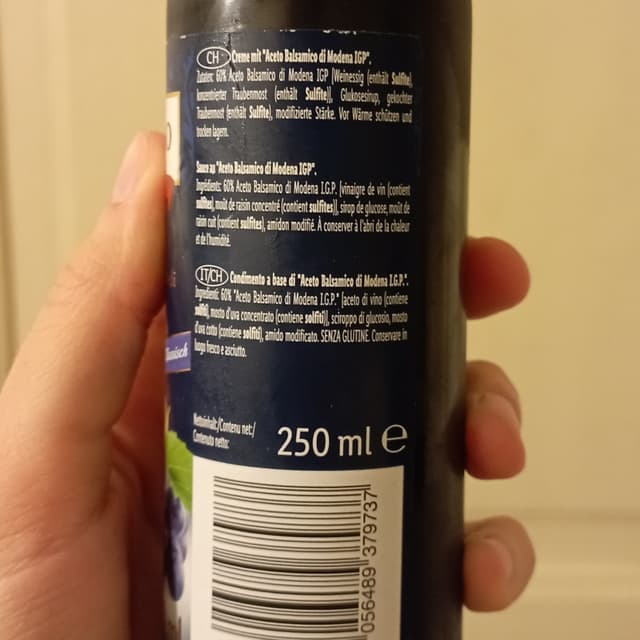 CH Creme mit "Aceto Balsamico di Modena IGP".
Zutaten: 60% Aceto Balsamico di Modena IGP [Weinessig (enthält Sulfite),
konzentrierter Traubenmost (enthält Sulfite)], Glukosesirup, gekochter
Traubenmost (enthält Sulfite), modifizierte Stärke. Vor Wärme schützen und
trocken lagern.
Sauce au "Aceto Balsamico di Modena IGP".
Ingrédients: 60% Aceto Balsamico di Modena I.G.P. [vinaigre de vin (contient
sulfites), moût de raisin concentré (contient sulfites)], sirop de glucose, moût de
raisin cuit (contient sulfites), amidon modifié. À conserver à l'abri de la chaleur
et de l'humidité.
IT/CH Condimento a base di "Aceto Balsamico di Modena I.G.P.".
Ingredienti: 60% "Aceto Balsamico di Modena I.G.P." [aceto di vino (contiene
solfiti), mosto d'uva concentrato (contiene solfiti)], sciroppo di glucosio, mosto
d'uva cotto (contiene solfiti), amido modificato. SENZA GLUTINE. Conservare in
luogo fresco e asciutto.
Nettoinhalt:/Contenu net:/
Contenuto netto:
250 ml e
056489 379737